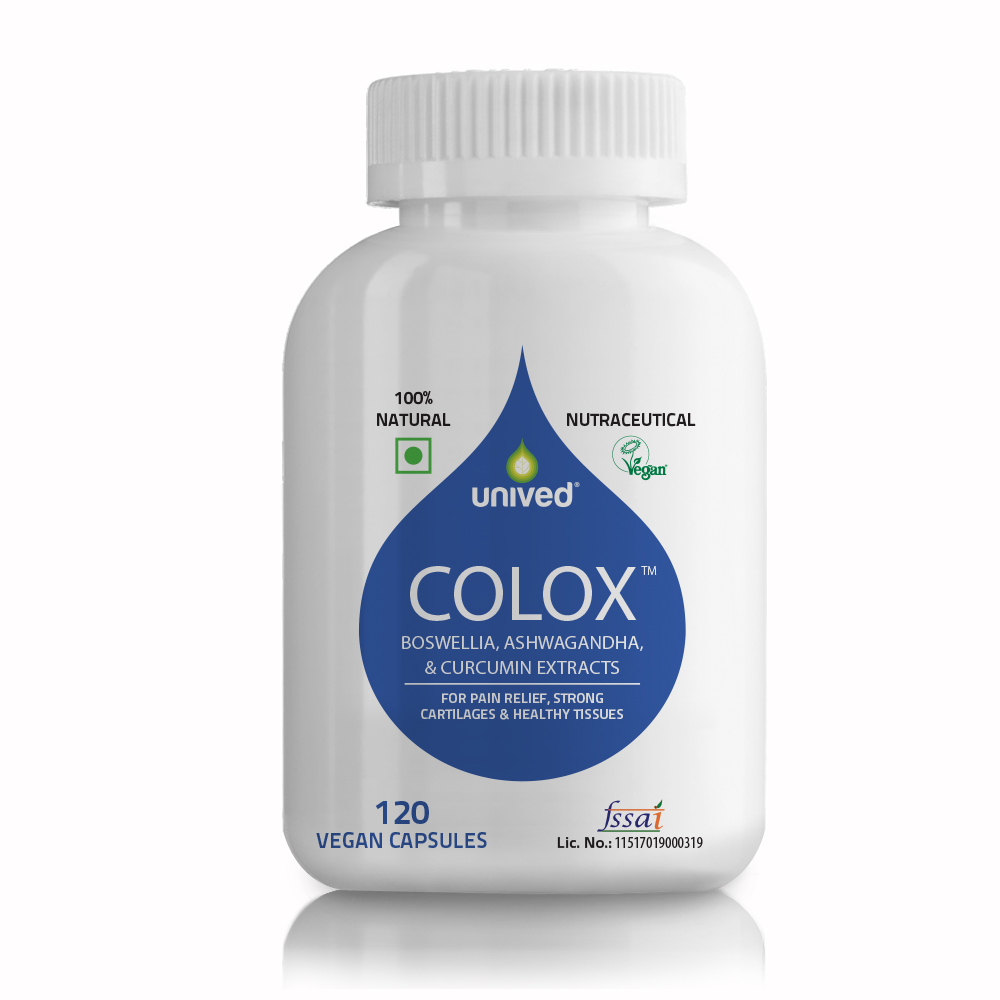 100%
NATURAL
NUTRACEUTICAL
Vegan
unived®
COLOX™
BOSWELLIA, ASHWAGANDHA,
& CURCUMIN EXTRACTS
FOR PAIN RELIEF, STRONG
CARTILAGES & HEALTHY TISSUES
120
VEGAN CAPSULES
fssai
Lic. No.: 11517019000319